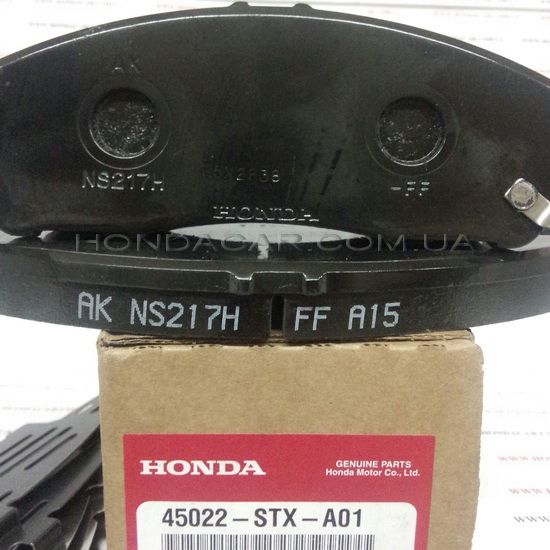 AK
NS217H
-FF
HONDA
HONDACAR.COM.UA
AK NS217H FF A15
HONDA
GENUINE PARTS
Honda Motor Co., Ltd.
45022-STX-A01